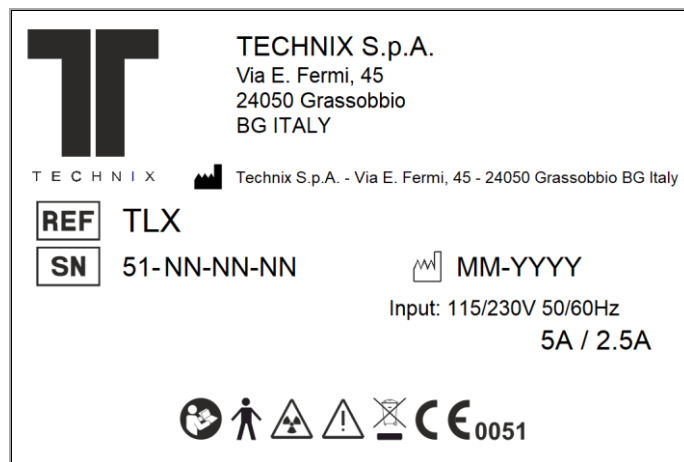 TECHNIX S.p.A.
Via E. Fermi, 45
24050 Grassobbio
BG ITALY
TECHNIX
Technix S.p.A. - Via E. Fermi, 45 - 24050 Grassobbio BG Italy
REF TLX
SN 51-NN-NN-NN
MM-YYYY
Input: 115/230V 50/60Hz
5A / 2.5A
CE 0051